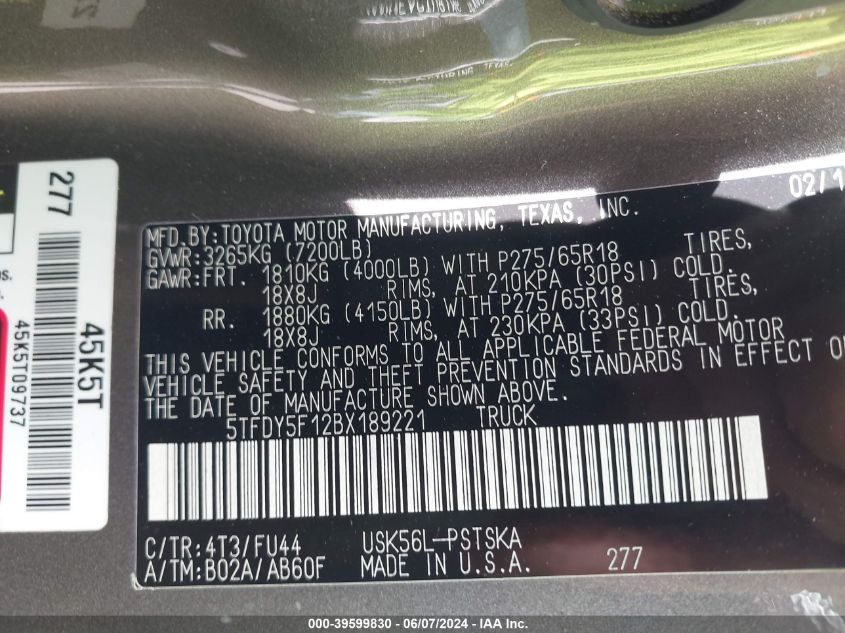 02/1
MFD.BY:TOYOTA MOTOR MANUFACTURING, TEXAS, INC.
GVWR:3265KG (7200LB)
GAWR:FRT. 1810KG (4000LB) WITH P275/65R18 TIRES,
18X8J RIMS, AT 210KPA (30PSI) COLD.
RR. 1880KG (4150LB) WITH P275/65R18 TIRES,
18X8J RIMS, AT 230KPA (33PSI) COLD.
THIS VEHICLE CONFORMS TO ALL APPLICABLE FEDERAL MOTOR
VEHICLE SAFETY AND THEFT PREVENTION STANDARDS IN EFFECT O
THE DATE OF MANUFACTURE SHOWN ABOVE.
5TFDY5F12BX189221 TRUCK
C/TR:4T3/FU44 USK56L-PSTSKA
A/TM:B02A/AB60F MADE IN U.S.A. 277
277
45K5T
45K5T09737
000-39599830 - 06/07/2024 - IAA Inc.